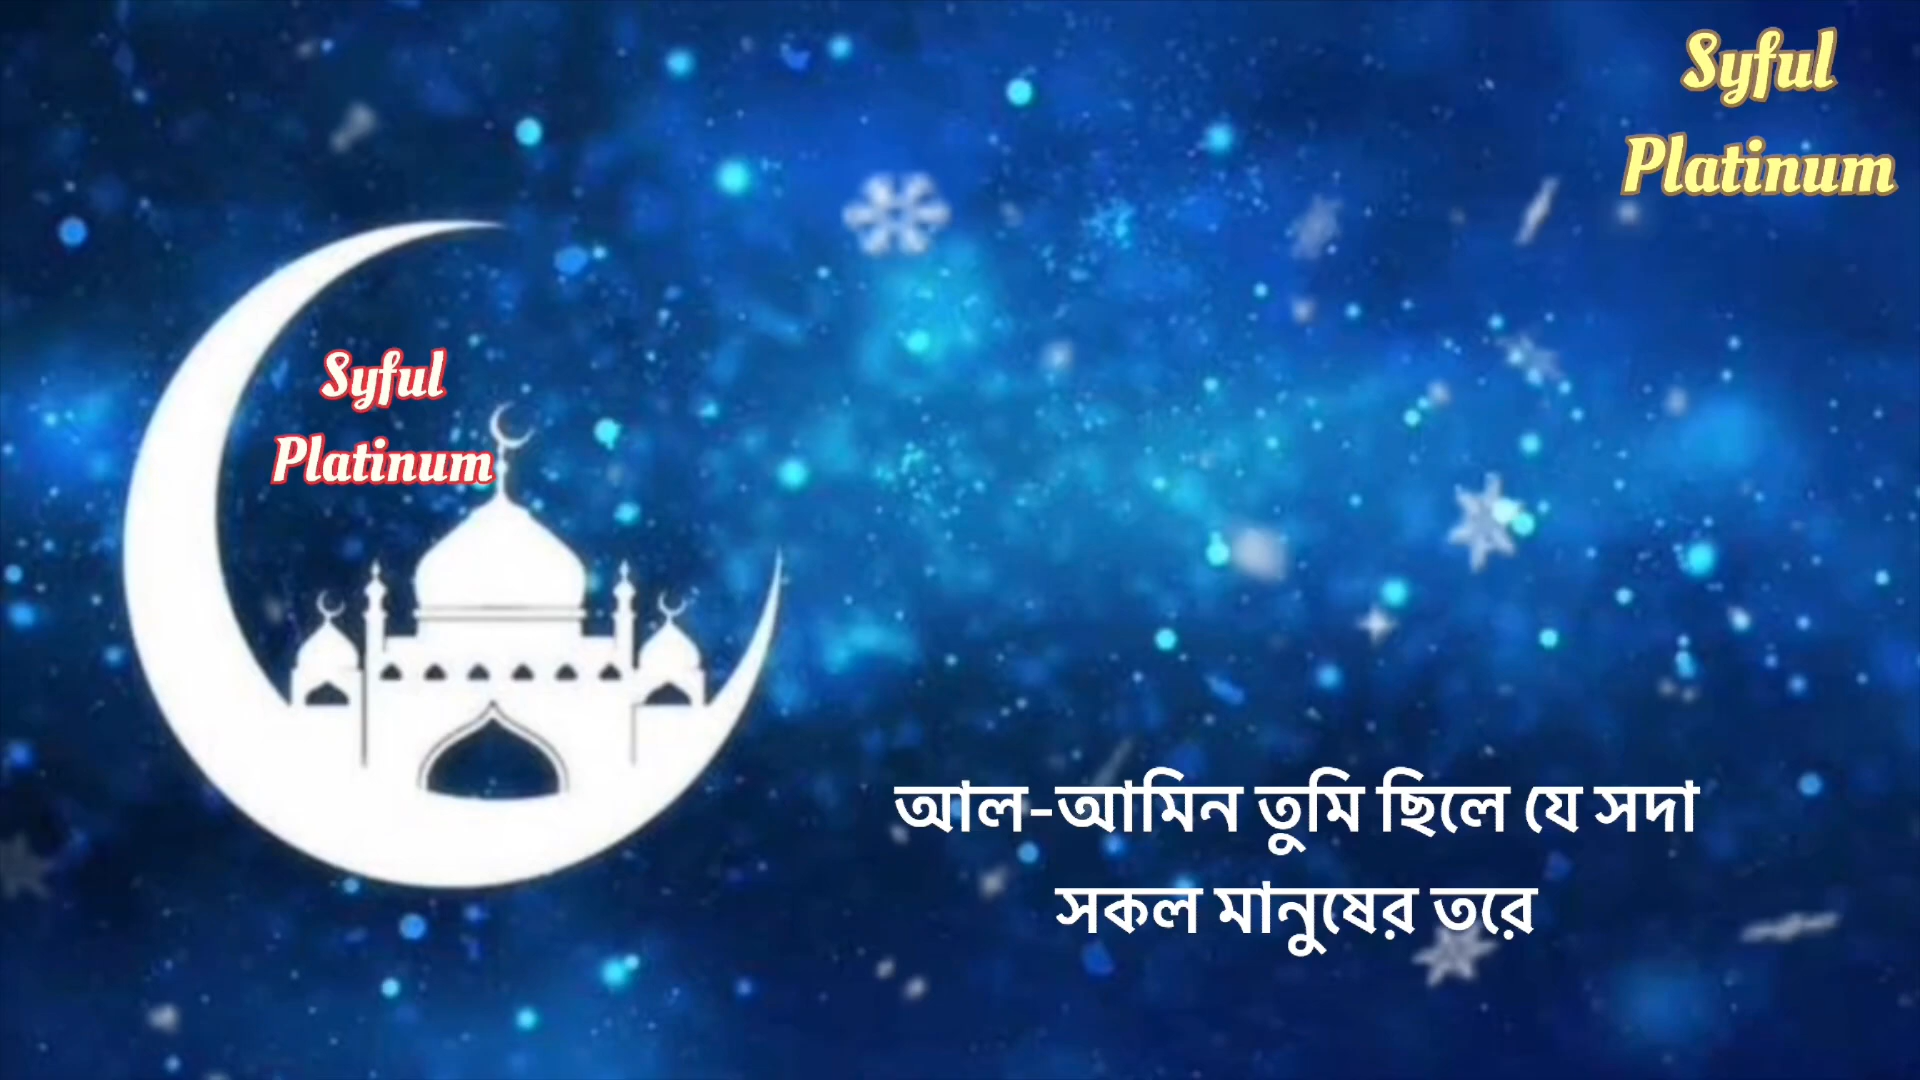 Syful
Platinum
Syful
Platinum
আল-আমিন তুমি ছিলে যে সদা
সকল মানুষের তরে